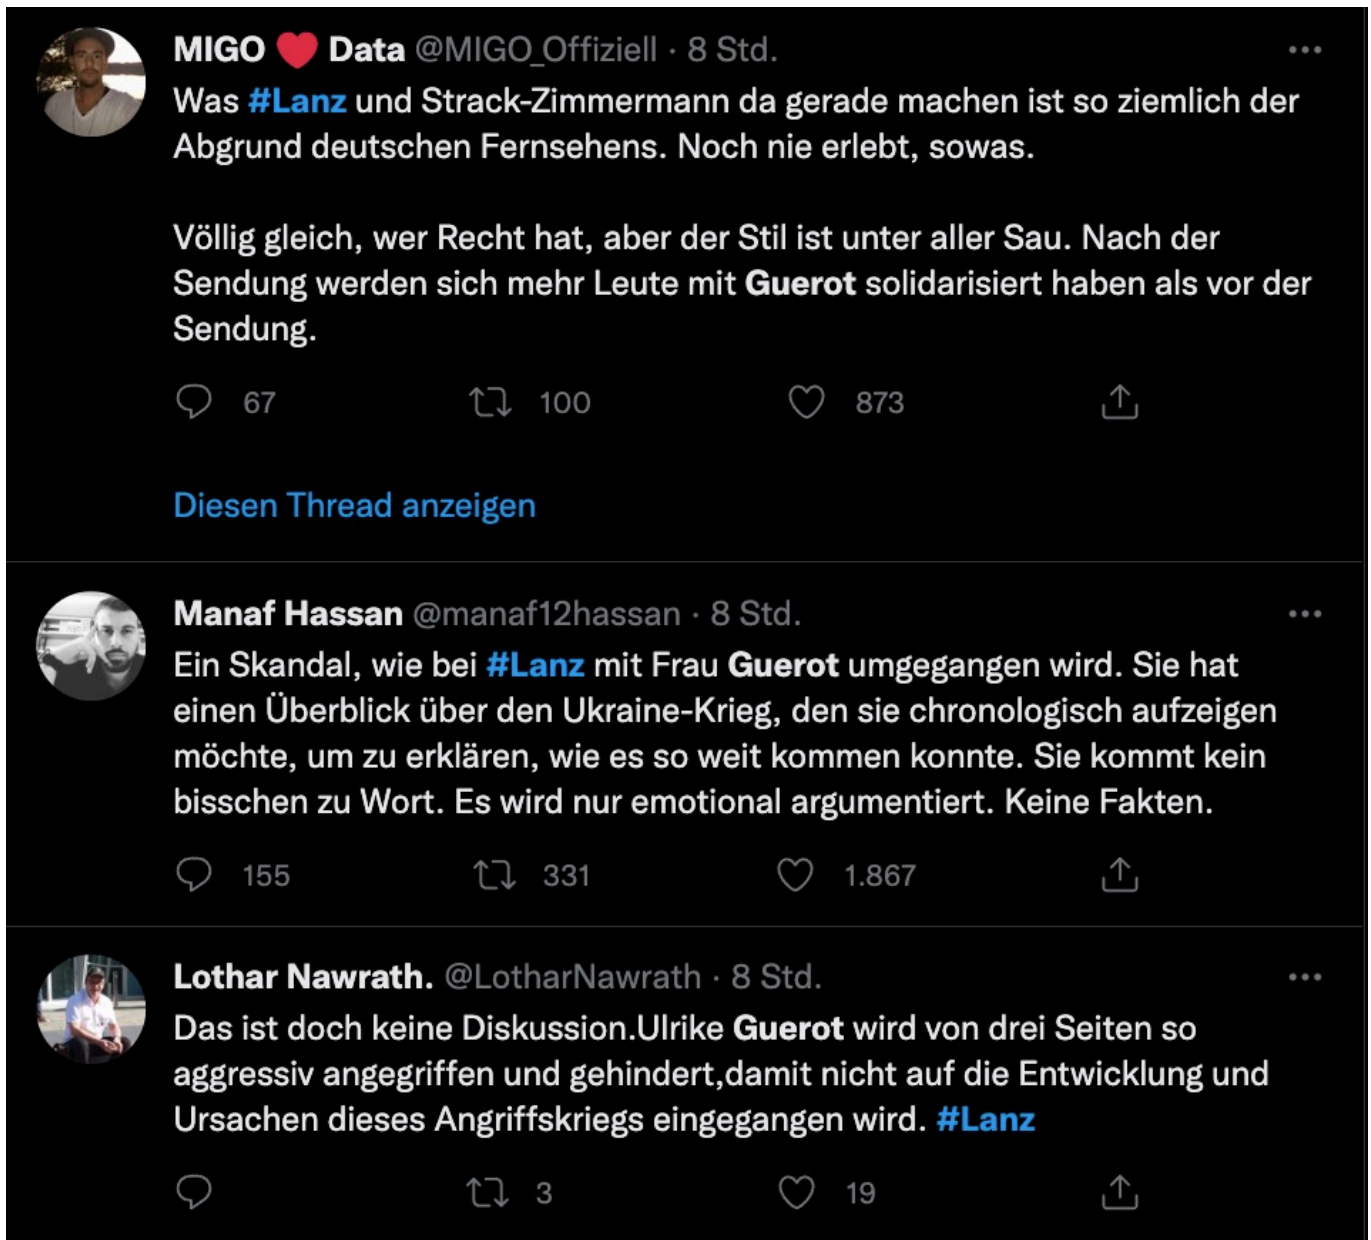 MIGO ❤️ Data @MIGO_Offiziell · 8 Std.
Was #Lanz und Strack-Zimmermann da gerade machen ist so ziemlich der
Abgrund deutschen Fernsehens. Noch nie erlebt, sowas.
Völlig gleich, wer Recht hat, aber der Stil ist unter aller Sau. Nach der
Sendung werden sich mehr Leute mit Guerot solidarisiert haben als vor der
Sendung.
67 100 873
Diesen Thread anzeigen
Manaf Hassan @manaf12hassan · 8 Std.
Ein Skandal, wie bei #Lanz mit Frau Guerot umgegangen wird. Sie hat
einen Überblick über den Ukraine-Krieg, den sie chronologisch aufzeigen
möchte, um zu erklären, wie es so weit kommen konnte. Sie kommt kein
bisschen zu Wort. Es wird nur emotional argumentiert. Keine Fakten.
155 331 1.867
Lothar Nawrath. @LotharNawrath · 8 Std.
Das ist doch keine Diskussion.Ulrike Guerot wird von drei Seiten so
aggressiv angegriffen und gehindert,damit nicht auf die Entwicklung und
Ursachen dieses Angriffskriegs eingegangen wird. #Lanz
3 19